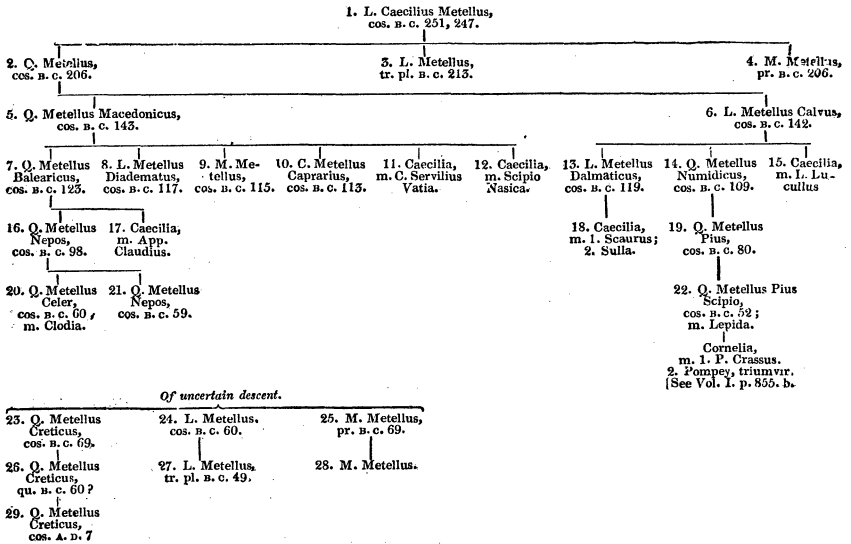 1. L. Caecilius Metellus,
cos. B. C. 251, 247.
2. Q. Metellus,
cos. B. C. 206.
3. L. Metellus,
tr. pl. B. C. 213.
4. M. Metellus,
pr. B. C. 206.
5. Q. Metellus Macedonicus,
cos. B. C. 143.
6. L. Metellus Calvus,
cos. B. C. 142.
7. Q. Metellus
Balearicus,
cos. B. C. 123.
8. L. Metellus
Diadematus,
cos. B. C. 117.
9. M. Me-
tellus,
cos. B. C. 115.
10. C. Metellus
Caprarius,
cos. B. C. 113.
11. Caecilia,
m. C. Servilius
Vatia.
12. Caecilia,
m. Scipio
Nasica.
13. L. Metellus
Dalmaticus,
cos. B. C. 119.
14. Q. Metellus
Numidicus,
cos. B. C. 109.
15. Caecilia,
m. L. Lu-
cullus
16. Q. Metellus
Nepos,
cos. B. C. 98.
17. Caecilia,
m. App.
Claudius.
18. Caecilia,
m. 1. Scaurus;
2. Sulla.
19. Q. Metellus
Pius,
cos. B. C. 80.
20. Q. Metellus
Celer,
cos. B. C. 60,
m. Clodia.
21. Q. Metellus
Nepos,
cos. B. C. 59.
22. Q. Metellus Pius
Scipio,
cos. B. C. 52;
m. Lepida.
Cornelia,
m. 1. P. Crassus.
2. Pompey, triumvir.
[See Vol. I. p. 855. b.
Of uncertain descent.
23. Q. Metellus
Creticus,
cos. B. C. 69.
24. L. Metellus.
cos. B. C. 60.
25. M. Metellus,
pr. B. C. 69.
26. Q. Metellus
Creticus,
qu. B. C. 60?
27. L. Metellus,
tr. pl. B. C. 49.
28. M. Metellus.
29. Q. Metellus
Creticus,
cos. A. D. 7